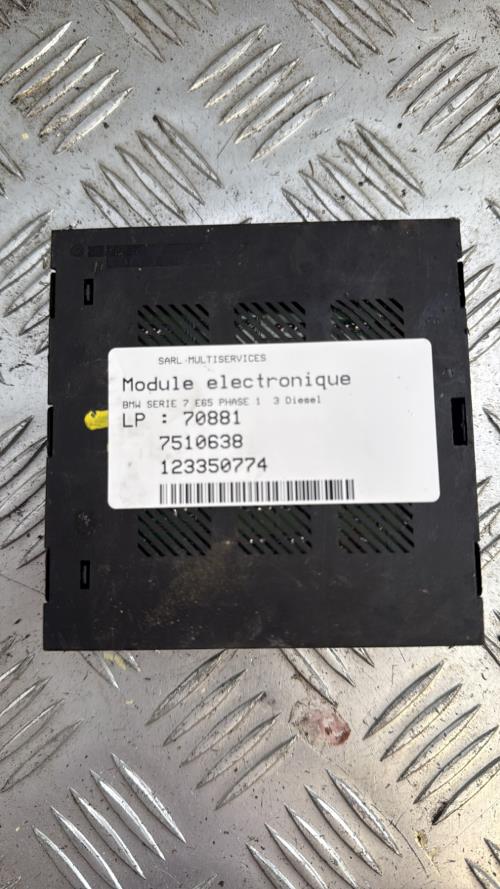 SARL MULTISERVICES
Module electronique
BMW SERIE 7 E65 PHASE 1 3 Diesel
LP : 70881
7510638
123350774